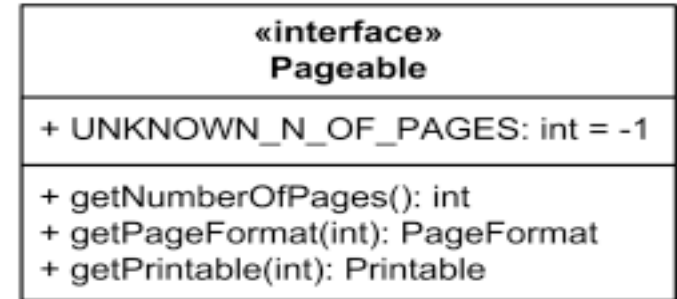 «interface»
Pageable
+ UNKNOWN_N_OF_PAGES: int = -1
+ getNumberOfPages(): int
+ getPageFormat(int): PageFormat
+ getPrintable(int): Printable